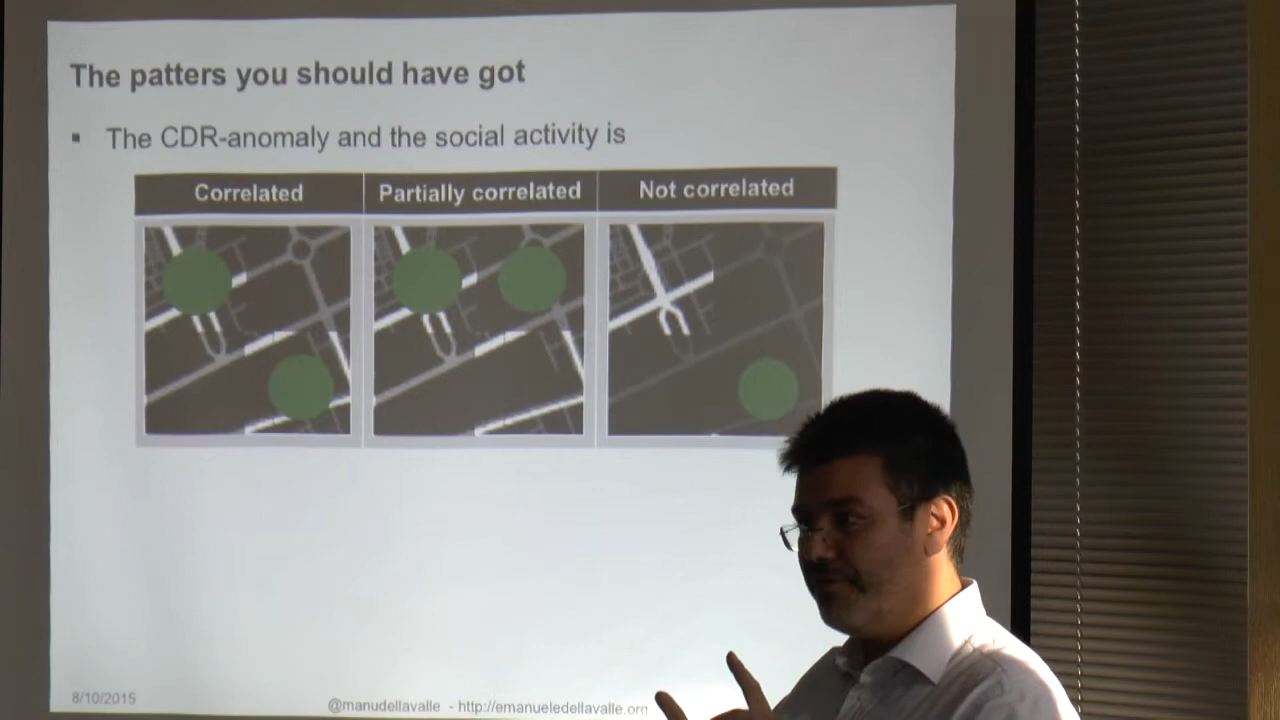 The patters you should have got
▪ The CDR-anomaly and the social activity is
Correlated Partially correlated Not correlated
8/10/2015 @manudellavalle - http://emanueledellavalle.org